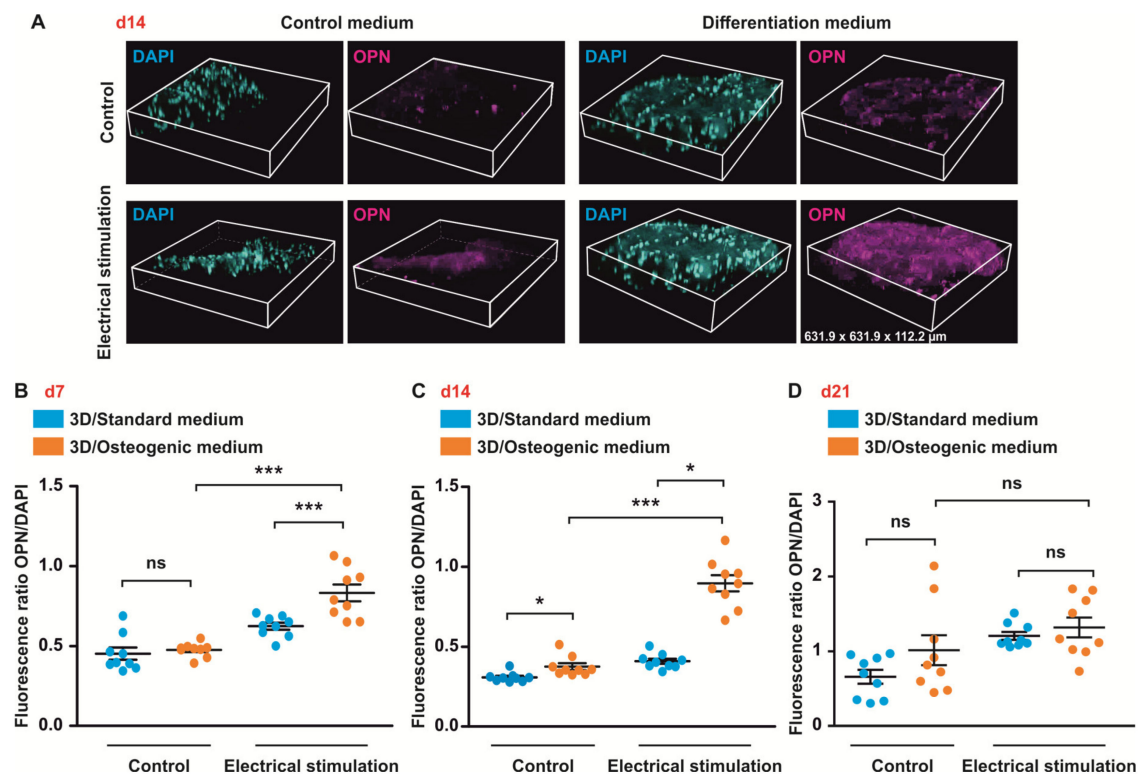 A d14 Control medium Differentiation medium
Control
DAPI OPN DAPI OPN
Electrical stimulation
DAPI OPN DAPI OPN
631.9 x 631.9 x 112.2 µm
B d7
3D/Standard medium
3D/Osteogenic medium
Fluorescence ratio OPN/DAPI
1.5
1.0
0.5
0.0
ns
***
***
Control Electrical stimulation
C d14
3D/Standard medium
3D/Osteogenic medium
Fluorescence ratio OPN/DAPI
1.5
1.0
0.5
0.0
*
***
*
Control Electrical stimulation
D d21
3D/Standard medium
3D/Osteogenic medium
Fluorescence ratio OPN/DAPI
3
2
1
0
ns
ns
ns
Control Electrical stimulation